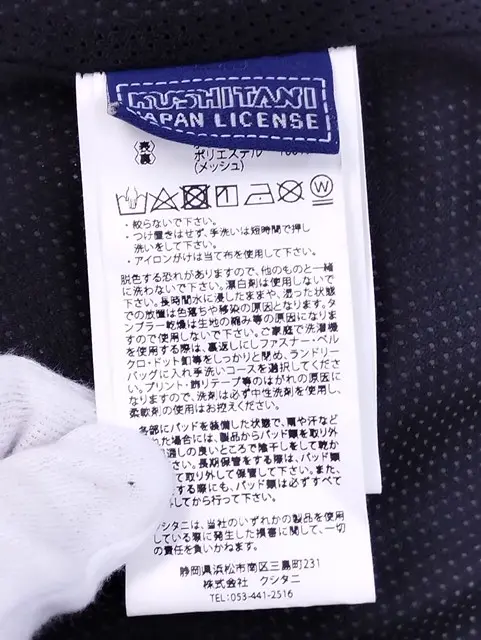 KUSHITANI
JAPAN LICENSE
〈表〉
〈裏〉
ポリエステル
(メッシュ)
W
・絞らないで下さい。
・つけ置きはせず、手洗いは短時間で押し
洗いをして下さい。
・アイロンがけは当て布を使用して下さい。
脱色する恐れがありますので、他のものと一緒
に洗わないで下さい。漂白剤は使用しないで
下さい。長時間水に浸したままや、湿った状態
での放置は色落ちや移染の原因となります。タ
ンブラー乾燥は生地の縮み等の原因になりま
すので使用しないで下さい。ご家庭で洗濯機
を使用する際は、裏返しにしファスナー・ベル
クロ・ドット釦等をしっかりと閉め、ランドリー
バッグに入れ手洗いコースを選択してくださ
い。プリント・飾りテープ等のはがれの原因に
なりますので、洗剤は必ず中性洗剤を使用し、
柔軟剤の使用はお控えください。
各部にパッドを装備した状態で、雨や汗など
れた場合には、製品からパッド類を取り外
通しの良いところで陰干しをして乾か
い。長期保管をする際は、パッド類
て取り外して保管して下さい。また、
する際にも、パッド類は必ずすべて
してから行って下さい。
シタニは、当社のいずれかの製品を使用
している際に発生した損害に関して、一切
の責任を負いかねます。
静岡県浜松市南区三島町231
株式会社 クシタニ
TEL:053-441-2516